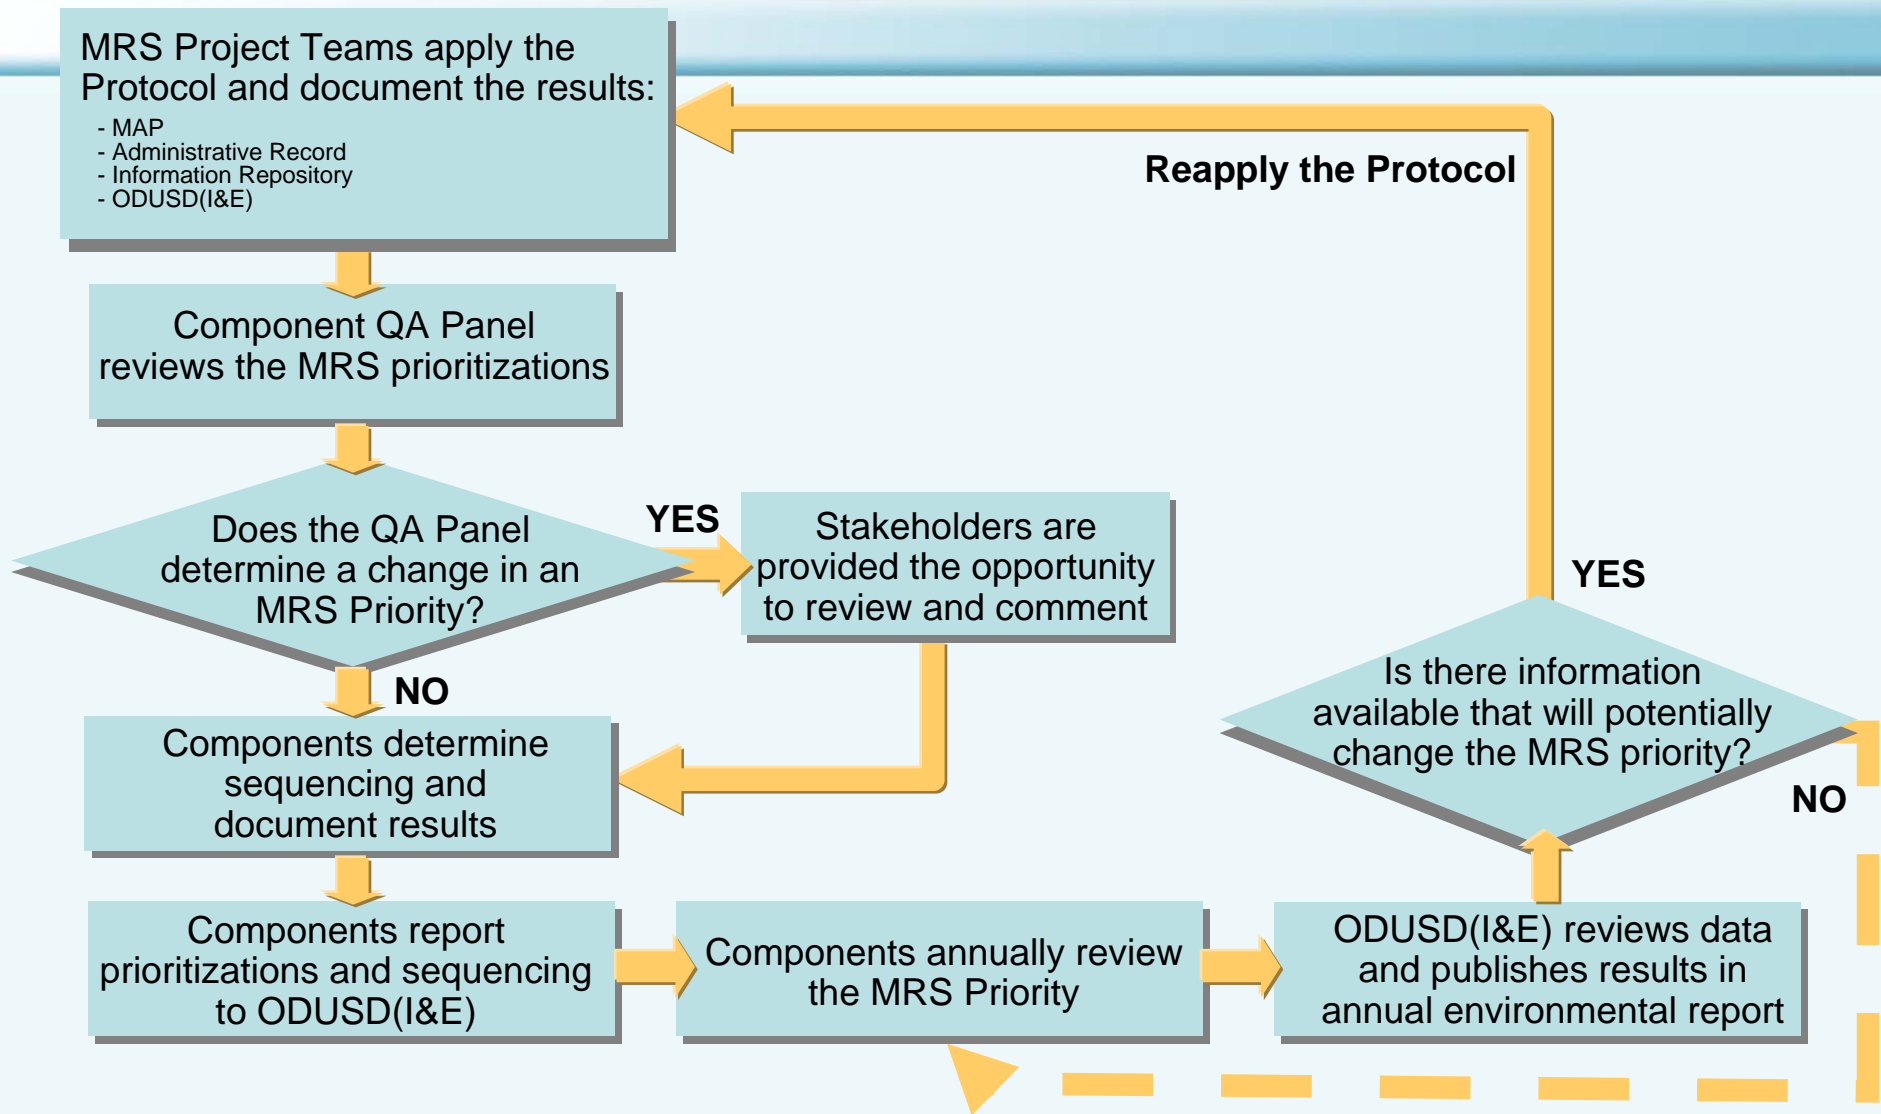 MRS Project Teams apply the
Protocol and document the results:
- MAP
- Administrative Record
- Information Repository
- ODUSD(I&E)
Reapply the Protocol
Component QA Panel
reviews the MRS prioritizations
Does the QA Panel
determine a change in an
MRS Priority?
YES
Stakeholders are
provided the opportunity
to review and comment
NO
Components determine
sequencing and
document results
Components report
prioritizations and sequencing
to ODUSD(I&E)
Components annually review
the MRS Priority
ODUSD(I&E) reviews data
and publishes results in
annual environmental report
Is there information
available that will potentially
change the MRS priority?
YES
NO